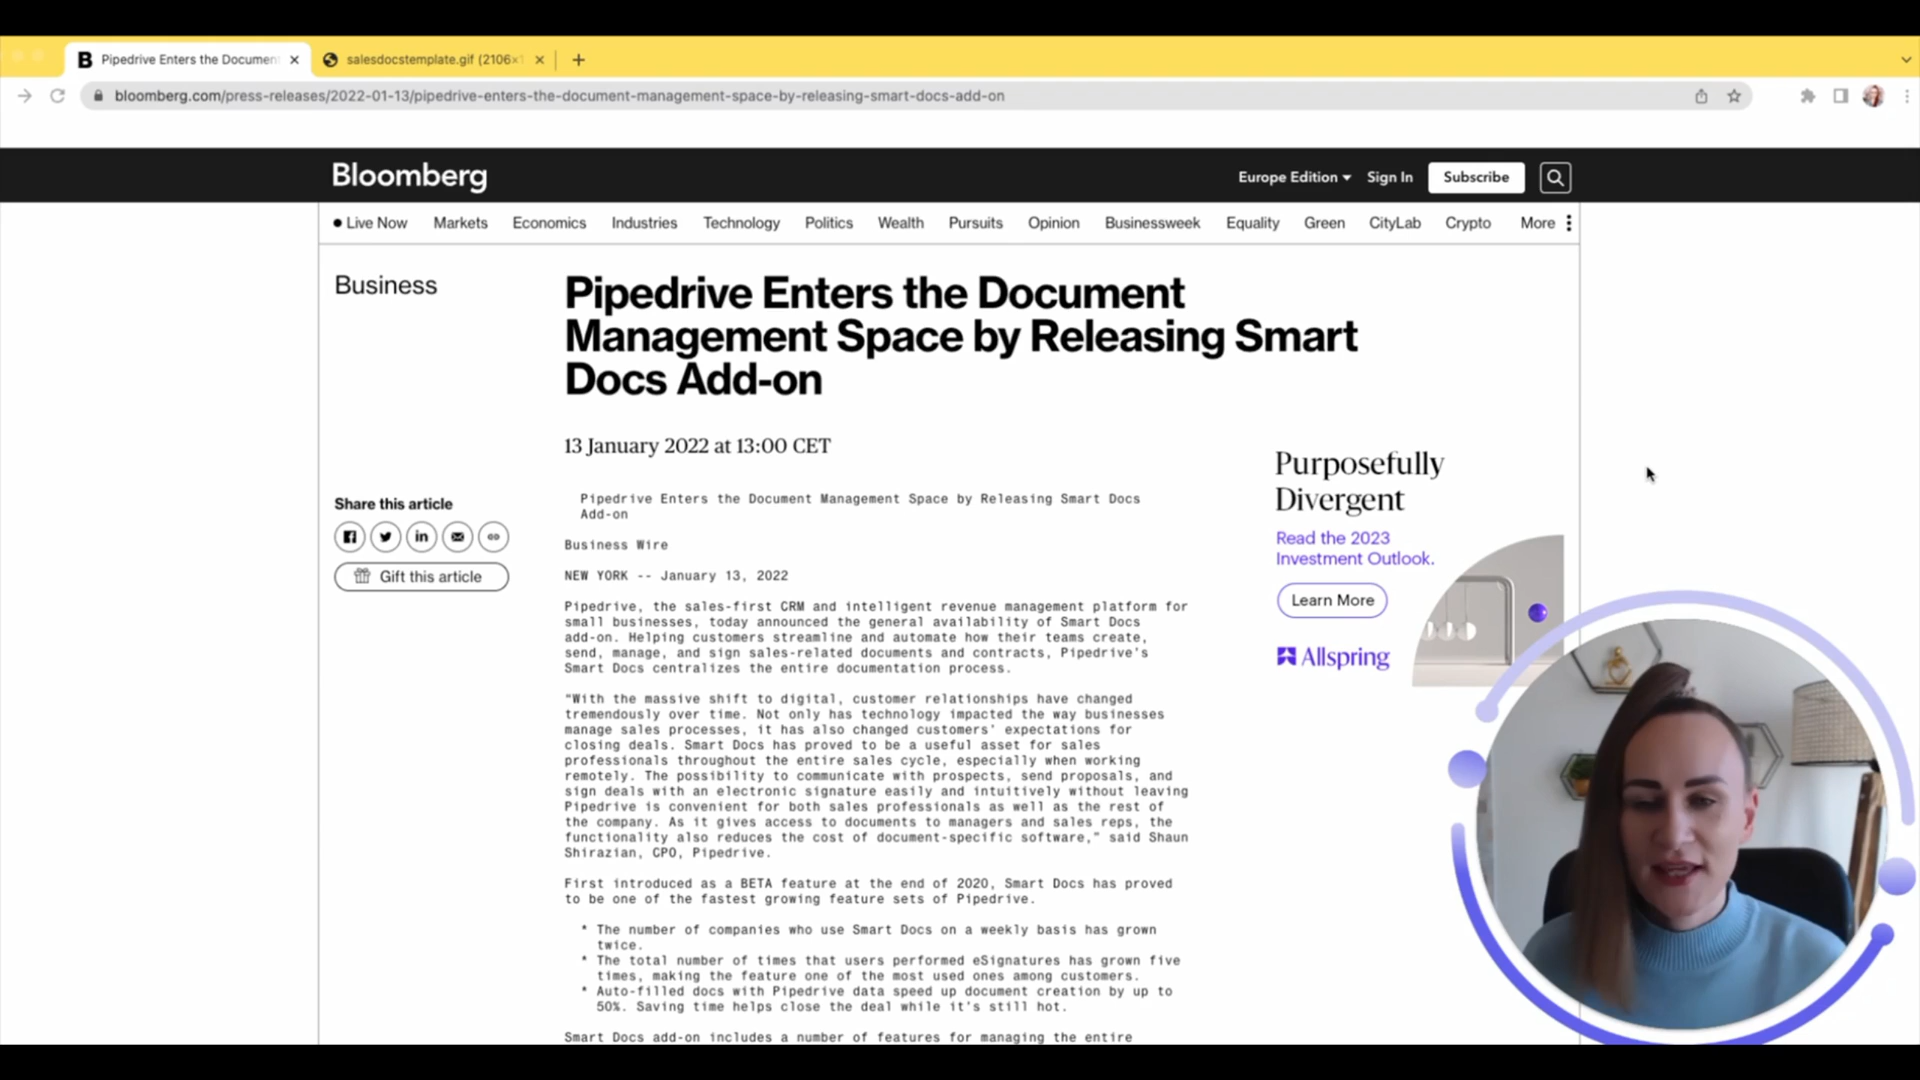 Pipedrive Enters the Documen
salesdocstemplate.gif (2106×1
bloomberg.com/press-releases/2022-01-13/pipedrive-enters-the-document-management-space-by-releasing-smart-docs-add-on
Bloomberg
Europe Edition
Sign In
Subscribe
Live Now
Markets
Economics
Industries
Technology
Politics
Wealth
Pursuits
Opinion
Businessweek
Equality
Green
CityLab
Crypto
More
Business
Pipedrive Enters the Document
Management Space by Releasing Smart
Docs Add-on
13 January 2022 at 13:00 CET
Share this article
Gift this article
Pipedrive Enters the Document Management Space by Releasing Smart Docs
Add-on
Business Wire
NEW YORK -- January 13, 2022
Pipedrive, the sales-first CRM and intelligent revenue management platform for
small businesses, today announced the general availability of Smart Docs
add-on. Helping customers streamline and automate how their teams create,
send, manage, and sign sales-related documents and contracts, Pipedrive's
Smart Docs centralizes the entire documentation process.
"With the massive shift to digital, customer relationships have changed
tremendously over time. Not only has technology impacted the way businesses
manage sales processes, it has also changed customers' expectations for
closing deals. Smart Docs has proved to be a useful asset for sales
professionals throughout the entire sales cycle, especially when working
remotely. The possibility to communicate with prospects, send proposals, and
sign deals with an electronic signature easily and intuitively without leaving
Pipedrive is convenient for both sales professionals as well as the rest of
the company. As it gives access to documents to managers and sales reps, the
functionality also reduces the cost of document-specific software," said Shaun
Shirazian, CPO, Pipedrive.
First introduced as a BETA feature at the end of 2020, Smart Docs has proved
to be one of the fastest growing feature sets of Pipedrive.
* The number of companies who use Smart Docs on a weekly basis has grown
twice.
* The total number of times that users performed eSignatures has grown five
times, making the feature one of the most used ones among customers.
* Auto-filled docs with Pipedrive data speed up document creation by up to
50%. Saving time helps close the deal while it's still hot.
Smart Docs add-on includes a number of features for managing the entire
Purposefully
Divergent
Read the 2023
Investment Outlook.
Learn More
Allspring